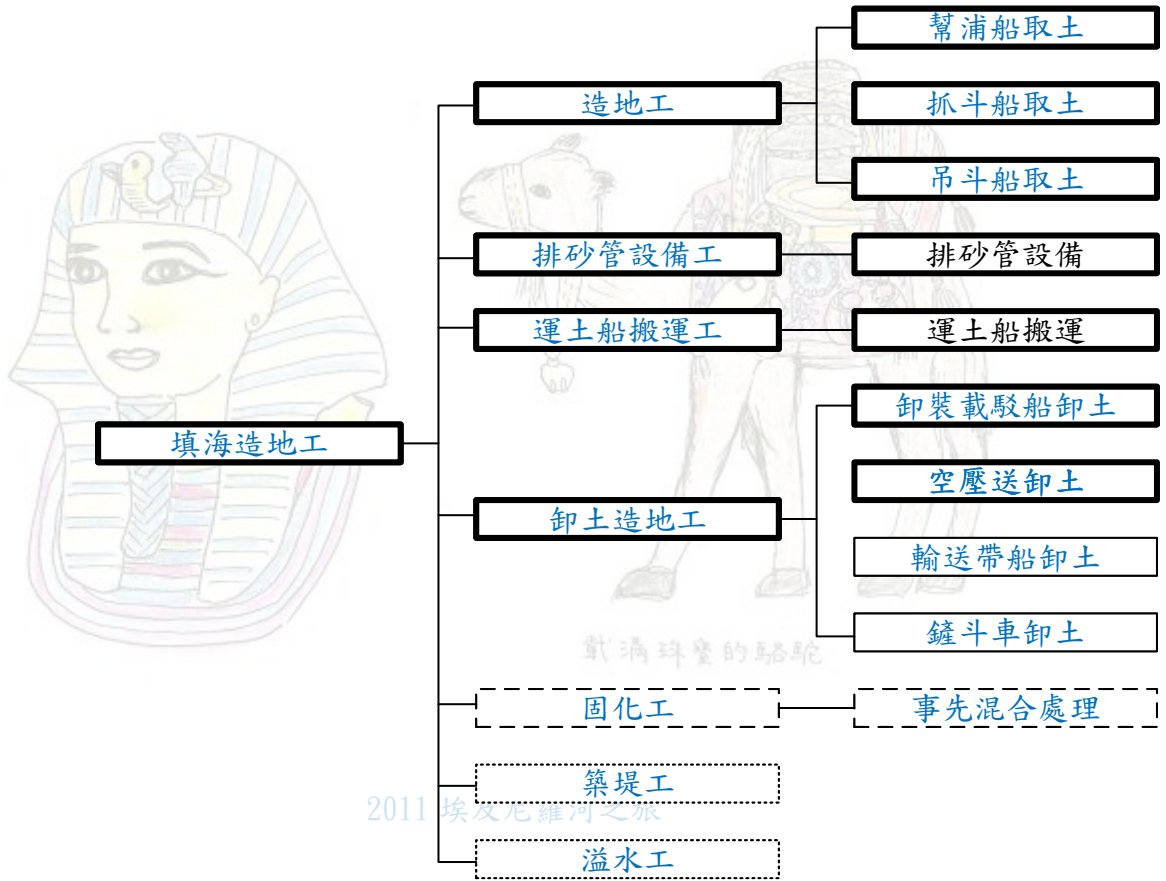 幫浦船取土
造地工
抓斗船取土
吊斗船取土
排砂管設備工
排砂管設備
運土船搬運工
運土船搬運
卸裝載駁船卸土
填海造地工
空壓送卸土
卸土造地工
輸送帶船卸土
鏟斗車卸土
載滿珠寶的駱駝
固化工
事先混合處理
築堤工
2011 埃及尼羅河之旅
溢水工